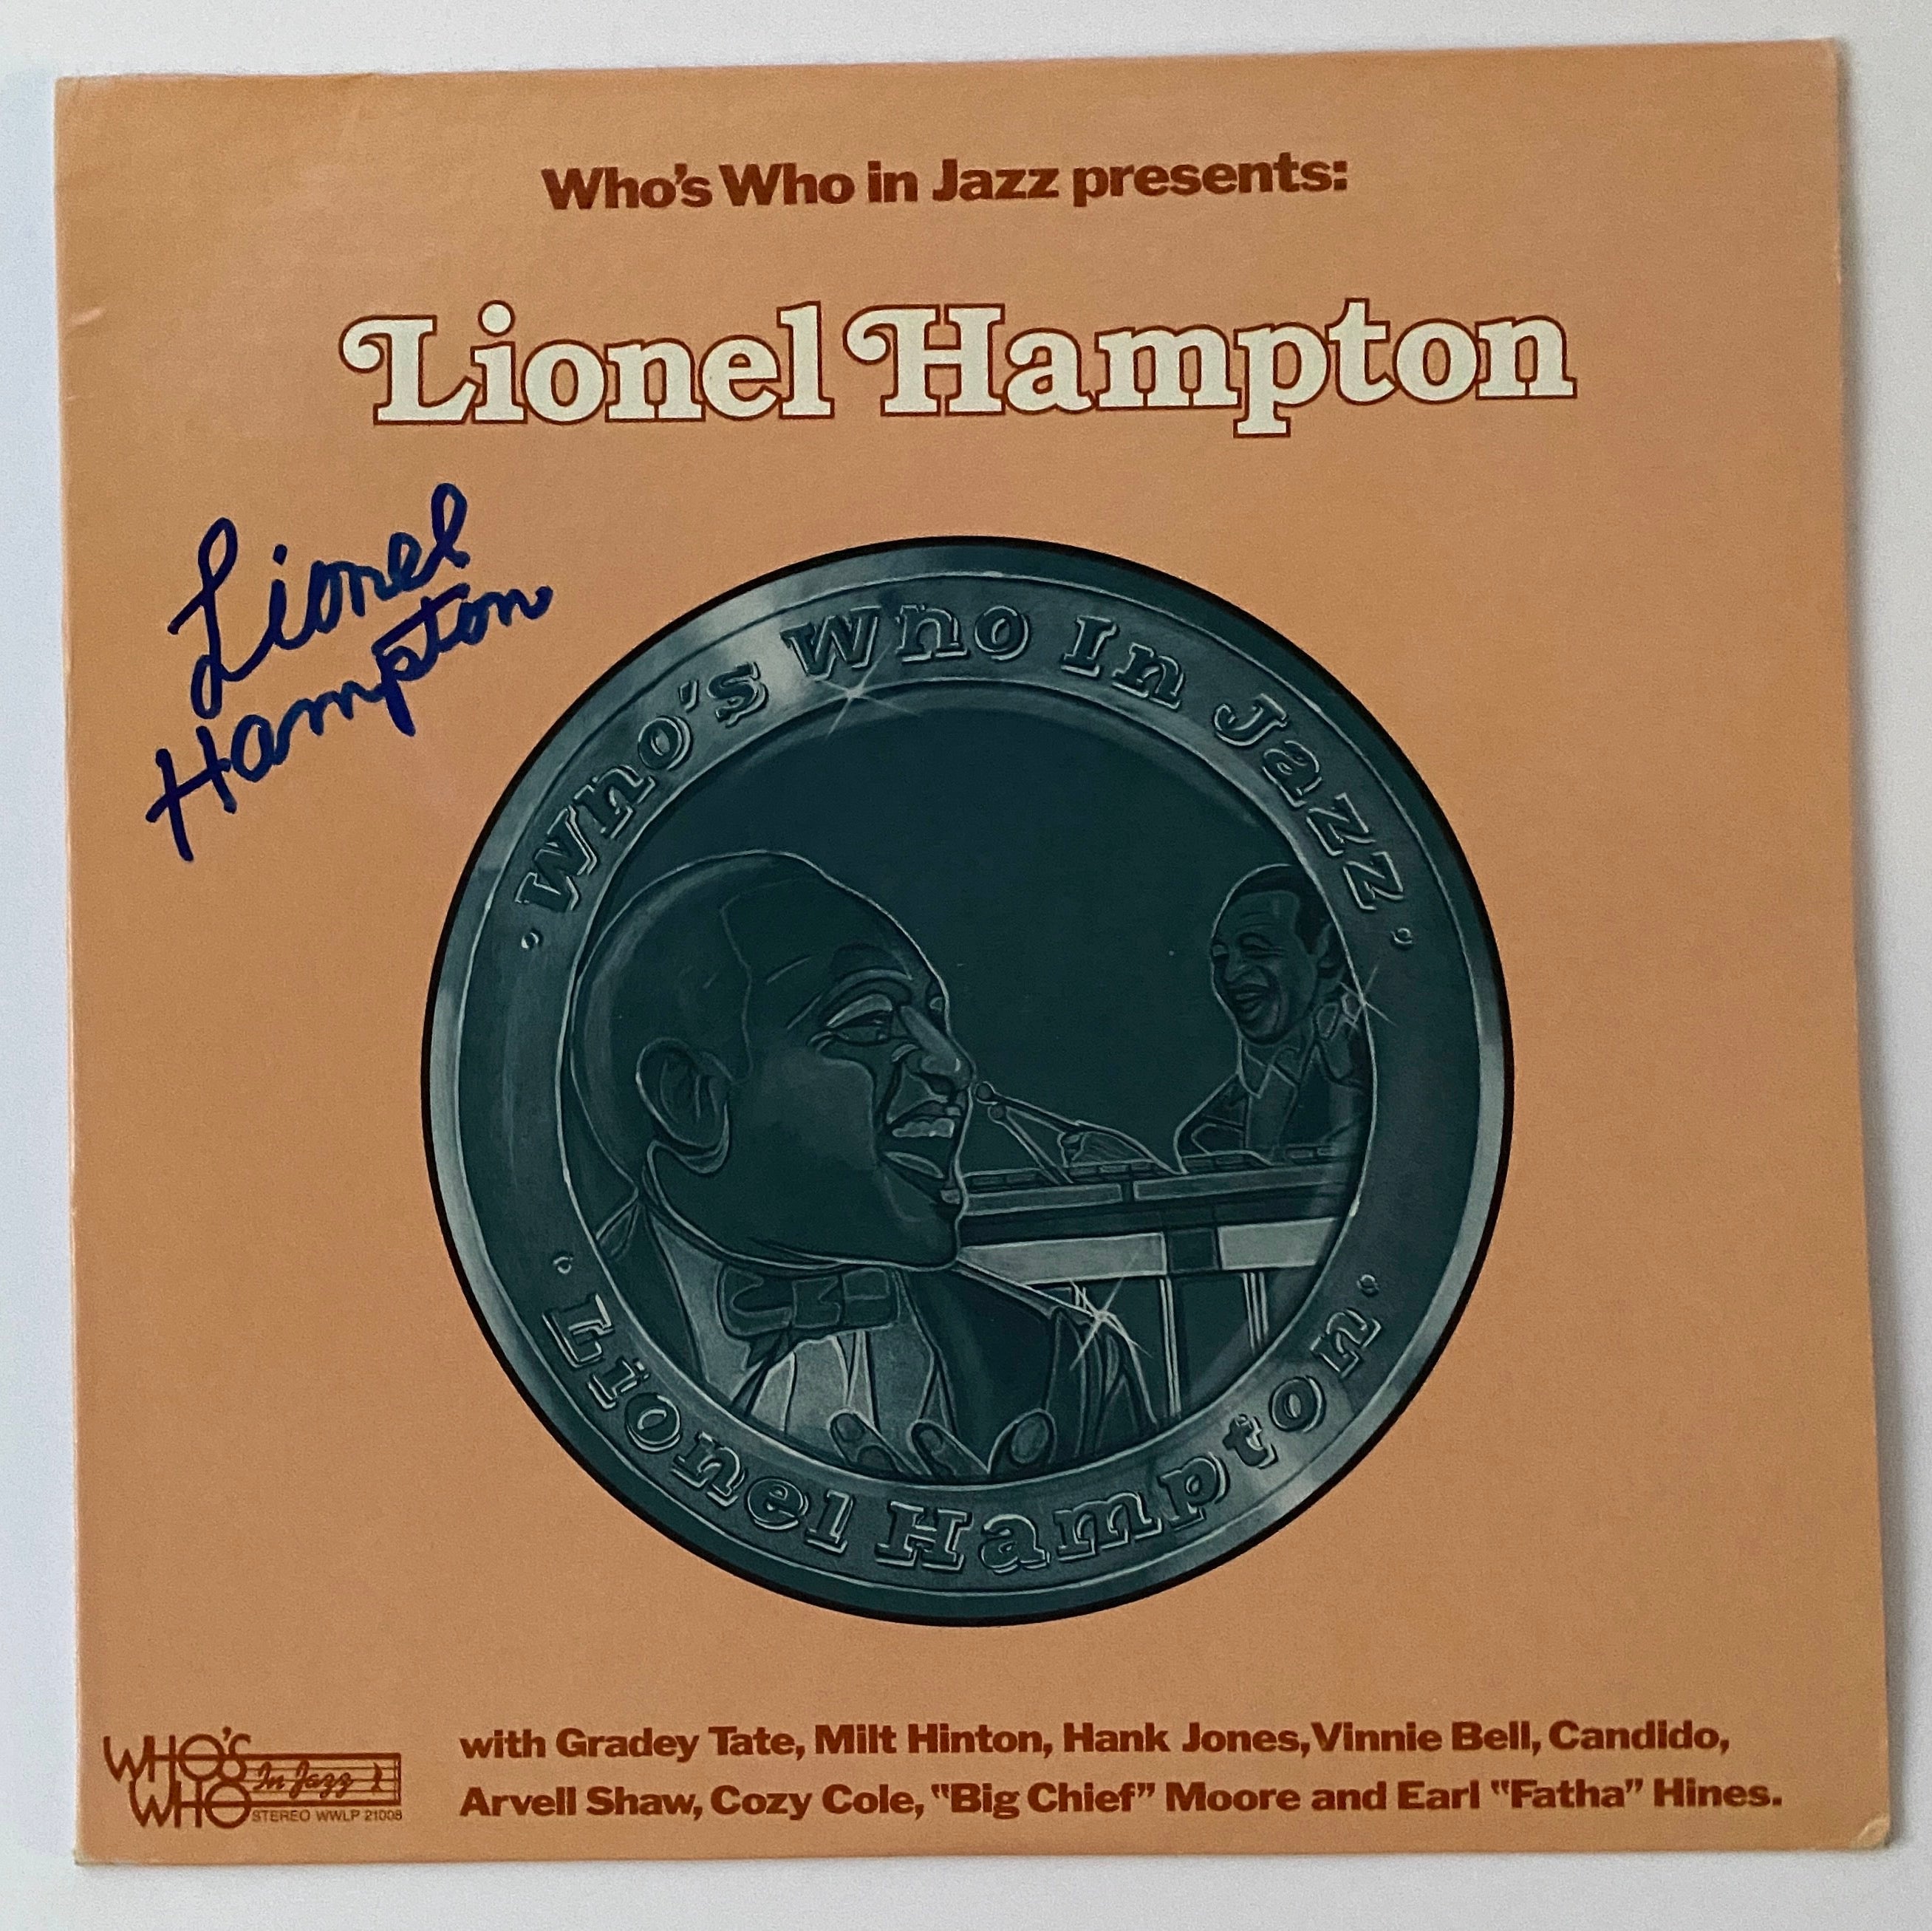 Who's Who in Jazz presents:
Lionel Hampton
Lionel
Hampton
· Who's Who In Jazz ·
· Lionel Hampton ·
with Gradey Tate, Milt Hinton, Hank Jones, Vinnie Bell, Candido,
Arvell Shaw, Cozy Cole, "Big Chief" Moore and Earl "Fatha" Hines.
WHO'S
WHO In Jazz
STEREO WWLP 21008